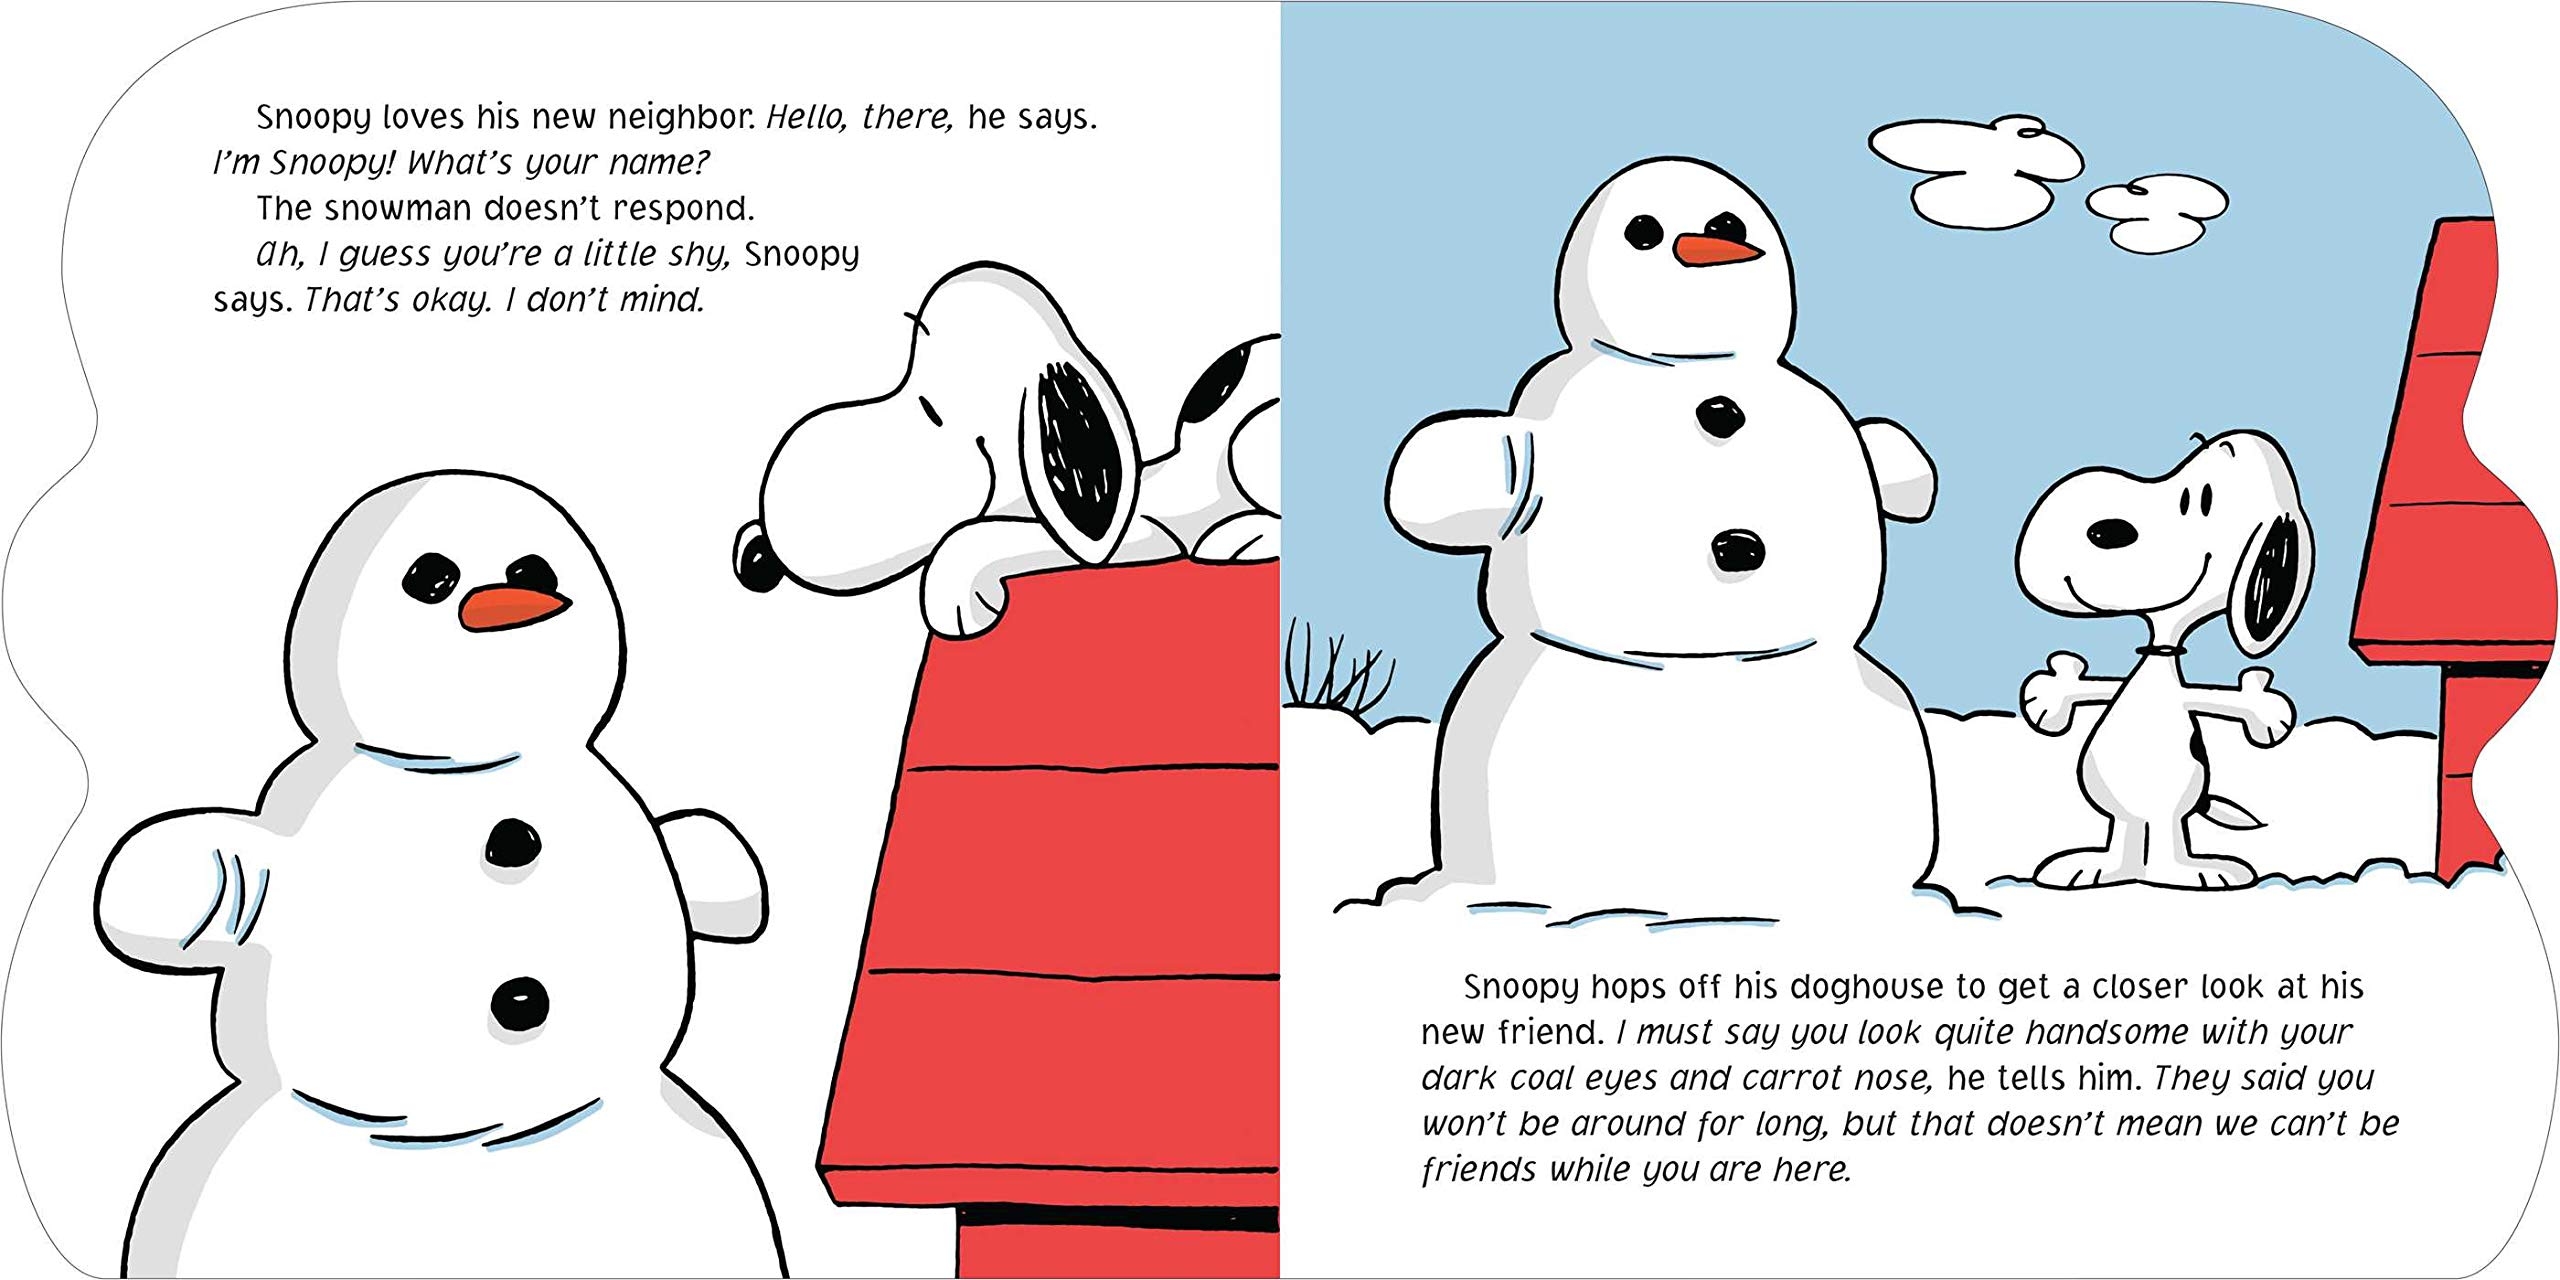 Snoopy loves his new neighbor. Hello, there, he says.
I'm Snoopy! What's your name?
The snowman doesn't respond.
Ah, I guess you're a little shy, Snoopy
says. That's okay. I don't mind.
Snoopy hops off his doghouse to get a closer look at his
new friend. I must say you look quite handsome with your
dark coal eyes and carrot nose, he tells him. They said you
won't be around for long, but that doesn't mean we can't be
friends while you are here.